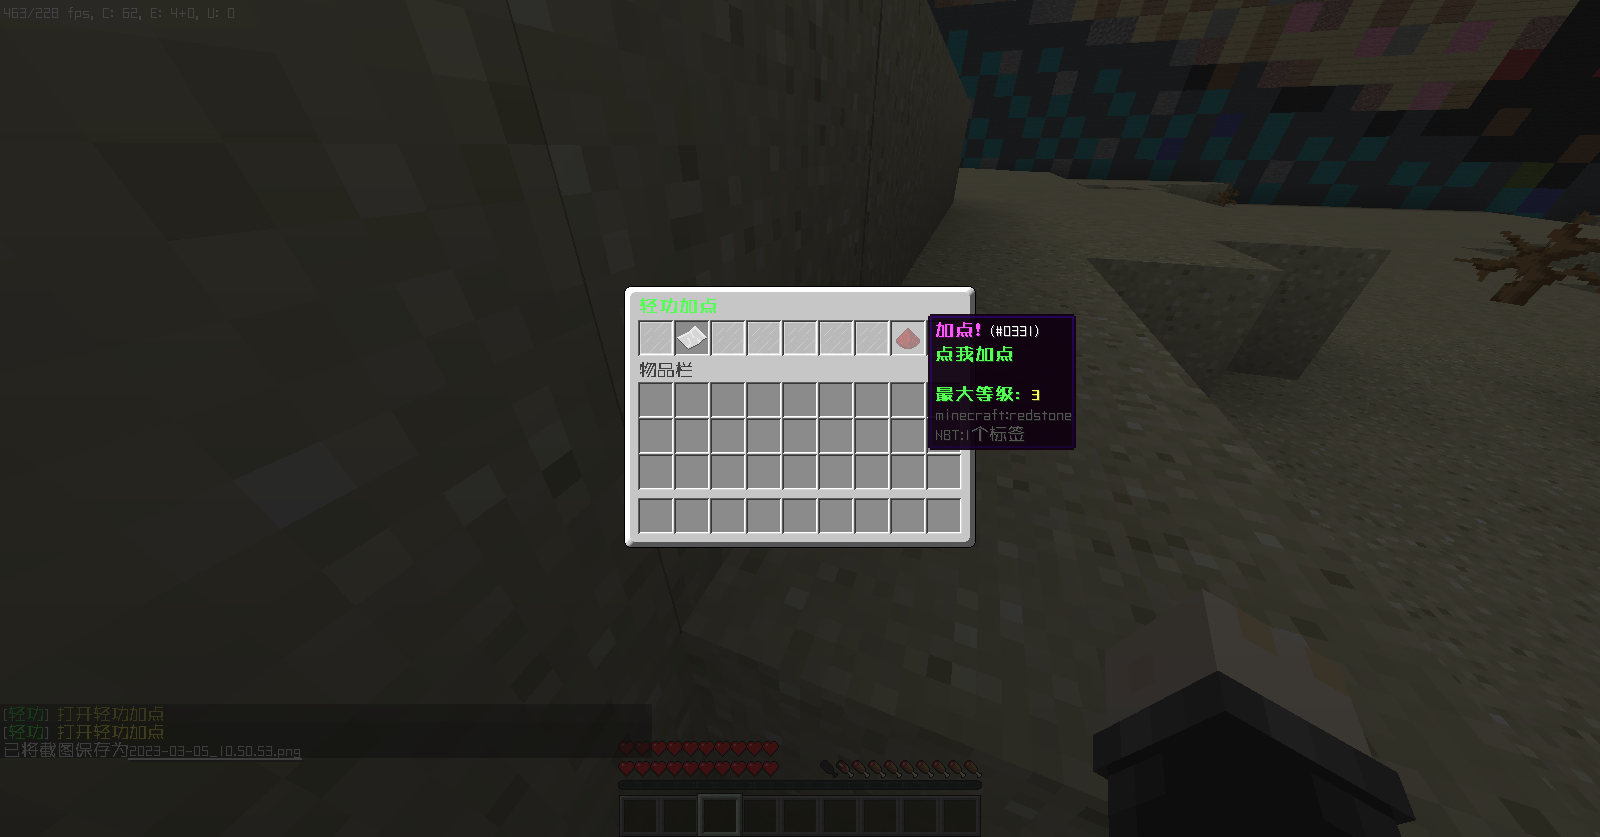 463/228 fps, C: 62, E: 4+0, U: 0
轻功加点
加点! (#0331)
点我加点
最大等级: 3
minecraft:redstone
NBT:1个标签
物品栏
[轻功] 打开轻功加点
[轻功] 打开轻功加点
已将截图保存为2023-03-05_10.50.53.png